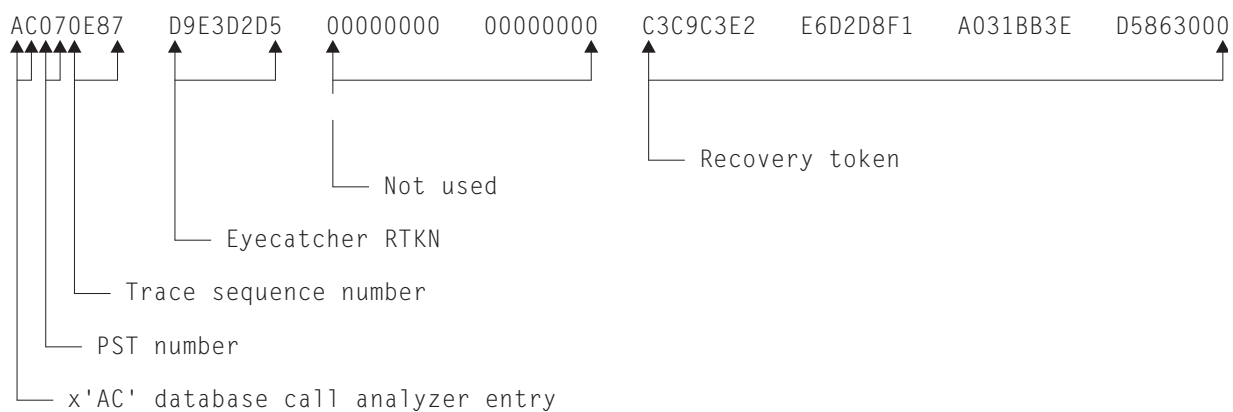 AC070E87 D9E3D2D5 00000000 00000000 C3C9C3E2 E6D2D8F1 A031BB3E D5863000
Recovery token
Not used
Eyecatcher RTKN
Trace sequence number
PST number
x'AC' database call analyzer entry